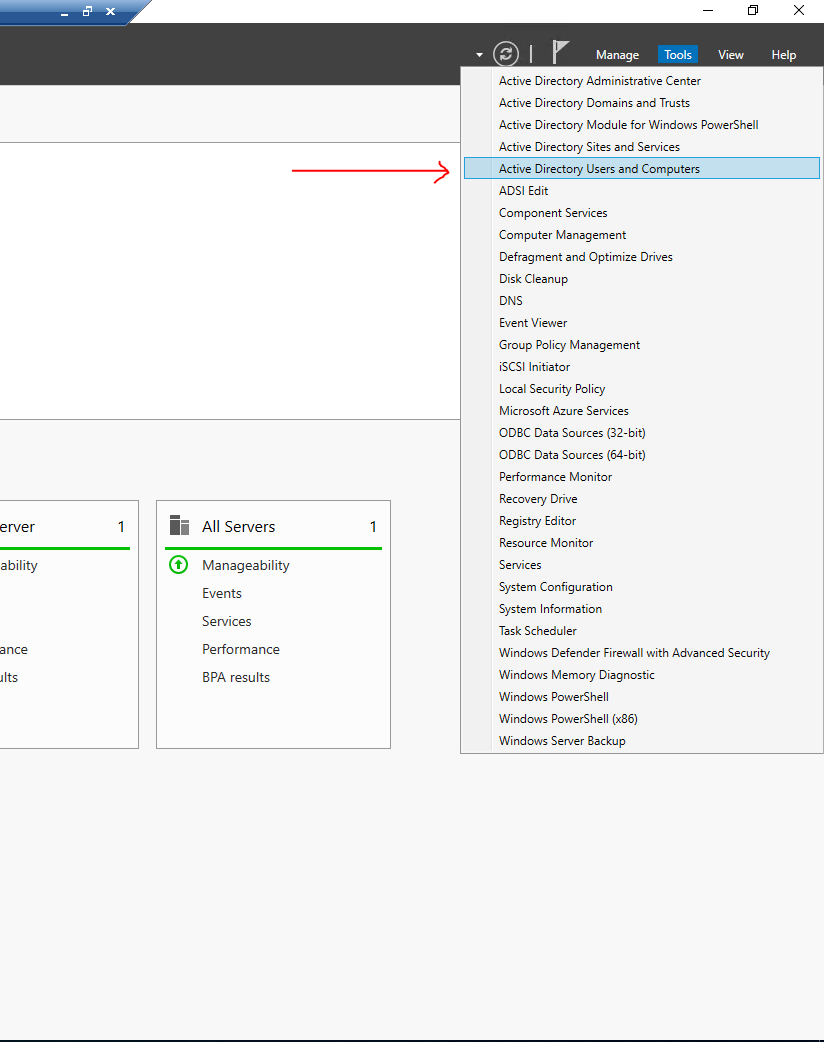 Manage Tools View Help
Active Directory Administrative Center
Active Directory Domains and Trusts
Active Directory Module for Windows PowerShell
Active Directory Sites and Services
Active Directory Users and Computers
ADSI Edit
Component Services
Computer Management
Defragment and Optimize Drives
Disk Cleanup
DNS
Event Viewer
Group Policy Management
iSCSI Initiator
Local Security Policy
Microsoft Azure Services
ODBC Data Sources (32-bit)
ODBC Data Sources (64-bit)
Performance Monitor
Recovery Drive
Registry Editor
Resource Monitor
Services
System Configuration
System Information
Task Scheduler
Windows Defender Firewall with Advanced Security
Windows Memory Diagnostic
Windows PowerShell
Windows PowerShell (x86)
Windows Server Backup
erver 1
ability
ance
ults
All Servers 1
Manageability
Events
Services
Performance
BPA results